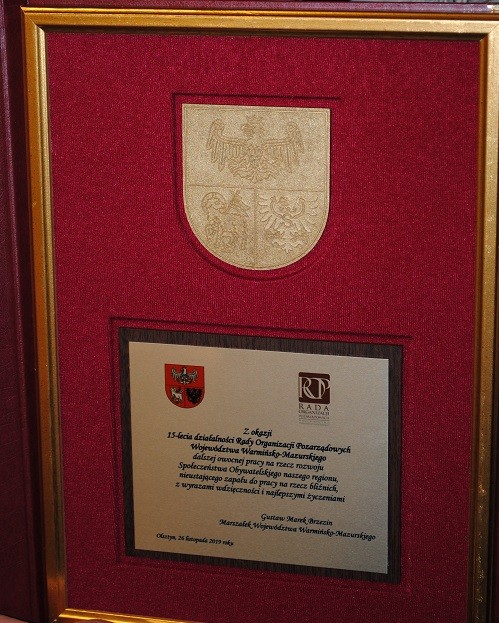 ROP
RADA
ORGANIZACJI
Z okazji
15-lecia działalności Rady Organizacji Pozarządowych
Województwa Warmińsko-Mazurskiego
dalszej owocnej pracy na rzecz rozwoju
Społeczeństwa Obywatelskiego naszego regionu,
nieustającego zapału do pracy na rzecz bliźnich,
z wyrazami wdzięczności i najlepszymi życzeniami
Gustaw Marek Brzezin
Marszałek Województwa Warmińsko-Mazurskiego
Olsztyn, 26 listopada 2019 roku